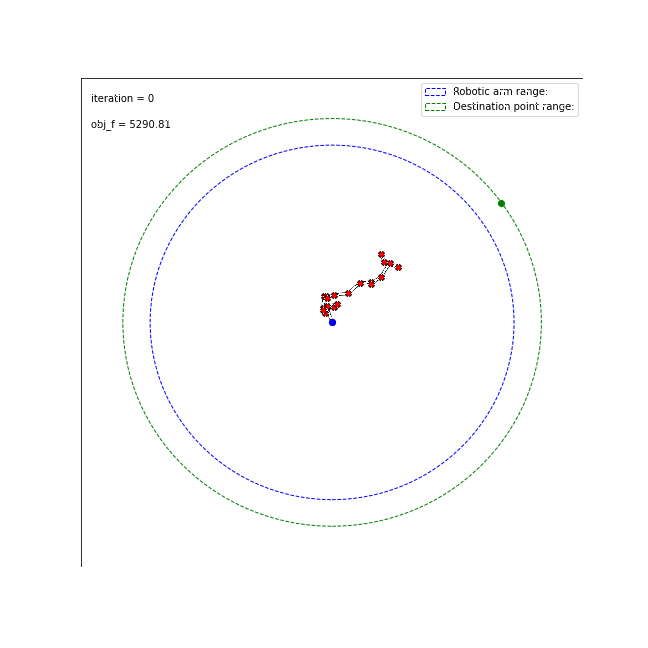 iteration = 0
obj_f = 5290.81
Robotic arm range:
Destination point range: